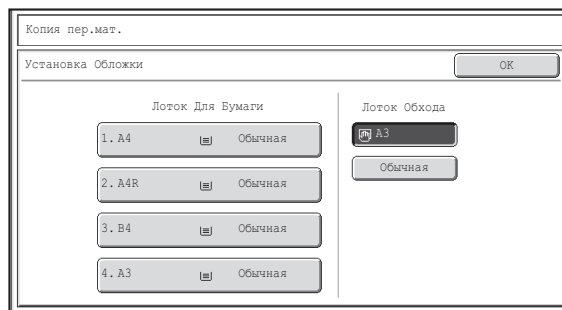 Копия пер.мат.
Установка Обложки
OK
Лоток Для Бумаги
1. A4 Обычная
2. A4R Обычная
3. B4 Обычная
4. A3 Обычная
Лоток Обхода
A3
Обычная